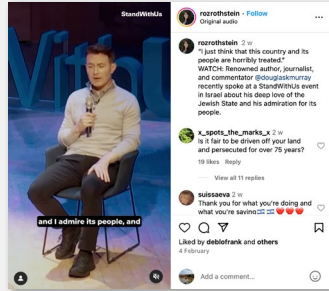 StandWithUs
and I admire its people, and
rozrothstein • Follow
Original audio
rozrothstein 2 w
"I just think that this country and its
people are horribly treated."
WATCH: Renowned author, journalist,
and commentator @douglaskmurray
recently spoke at a StandWithUs event
in Israel about his deep love of the
Jewish State and his admiration for its
people.
x_spots_the_marks_x 2 w
Is it fair to be driven off your land
and persecuted for over 75 years?
19 likes Reply
View all 11 replies
suissaeva 2 w
Thank you for what you're doing and
what you're saying🇮🇱🇮🇱❤️❤️❤️
Liked by deblofrank and others
4 February
Add a comment...